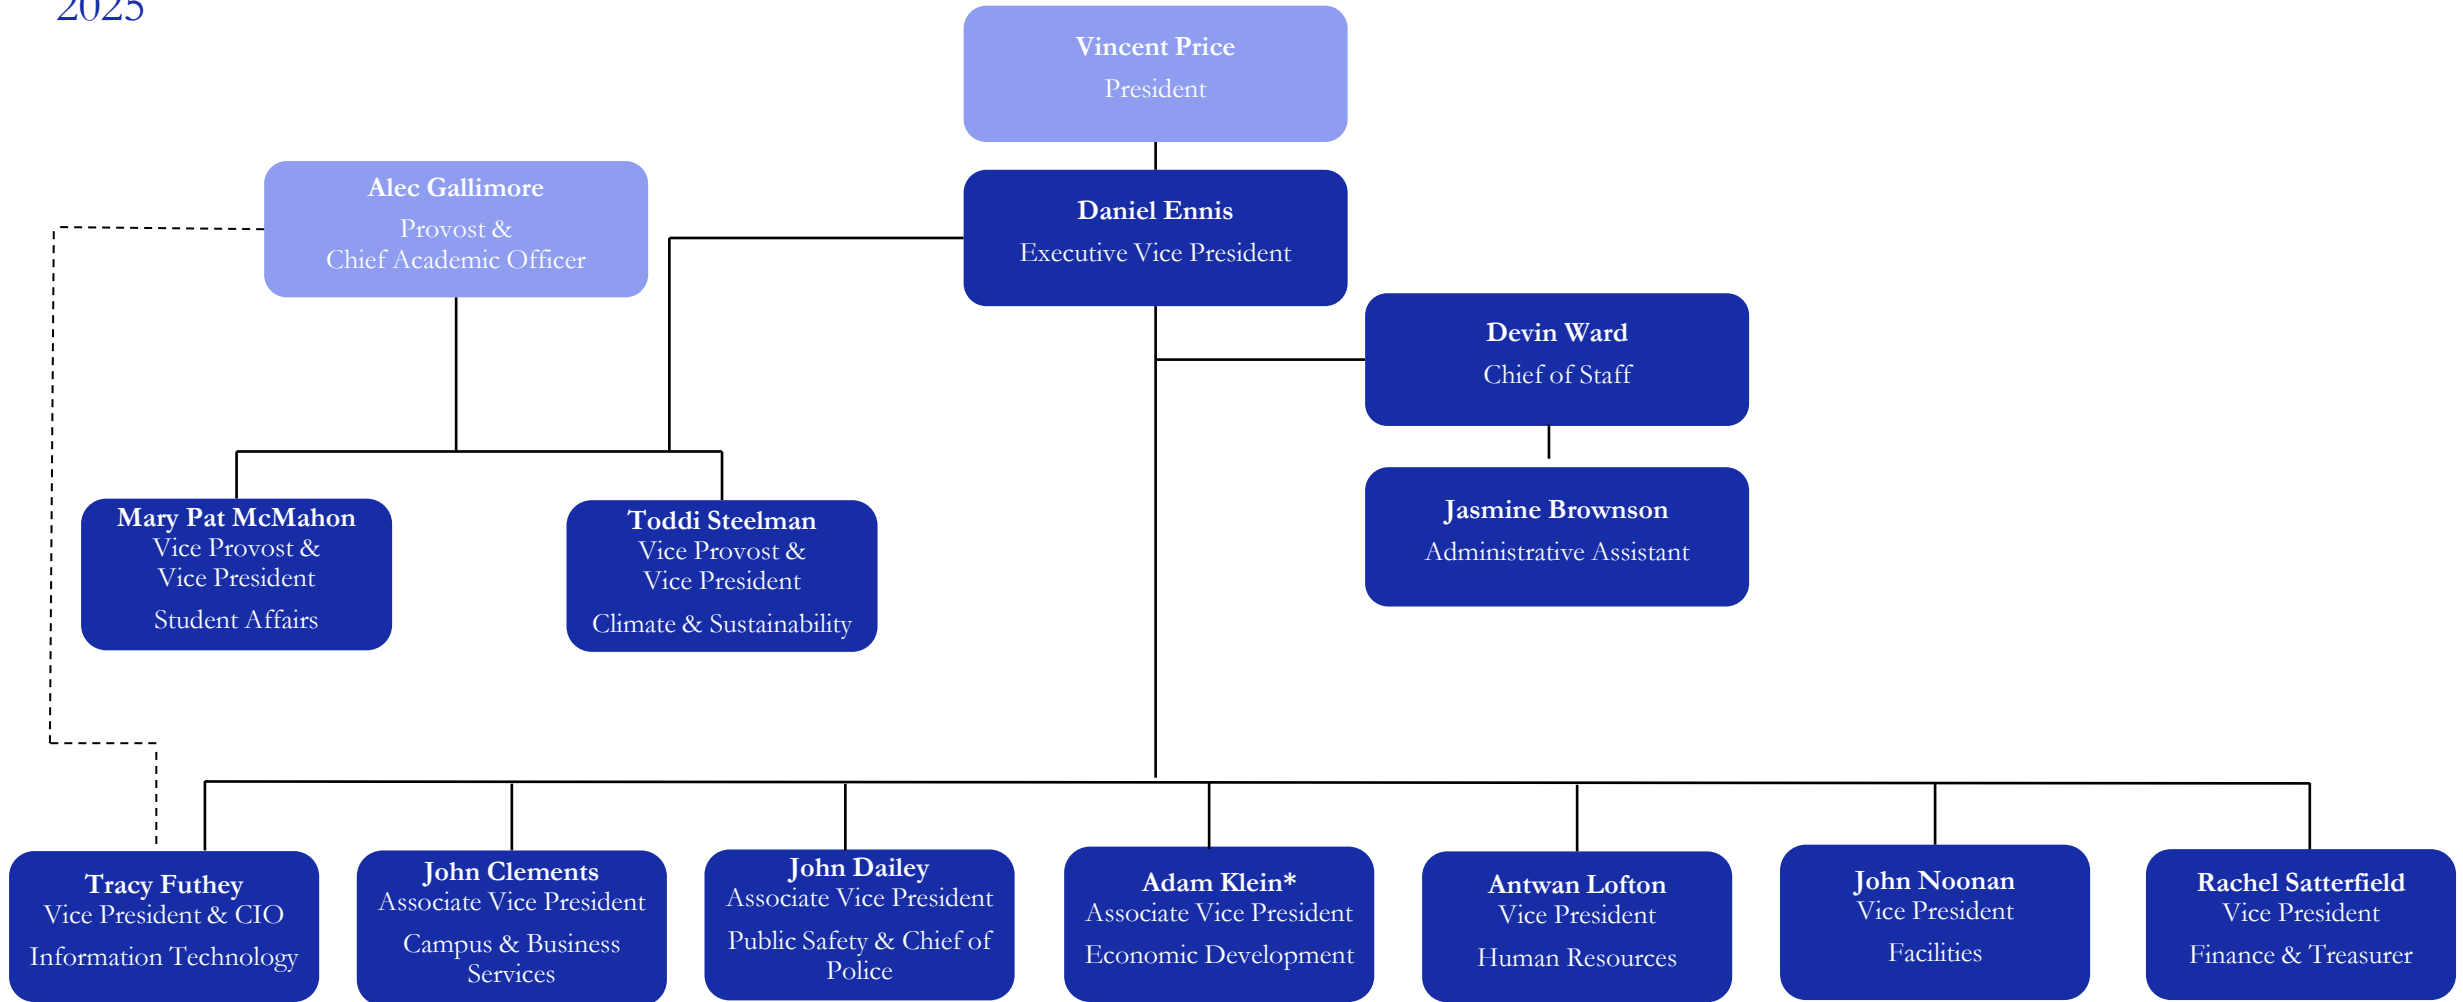 2025
Vincent Price
President
Alec Gallimore
Provost &
Chief Academic Officer
Daniel Ennis
Executive Vice President
Devin Ward
Chief of Staff
Jasmine Brownson
Administrative Assistant
Mary Pat McMahon
Vice Provost &
Vice President
Student Affairs
Toddi Steelman
Vice Provost &
Vice President
Climate & Sustainability
Tracy Futhey
Vice President & CIO
Information Technology
John Clements
Associate Vice President
Campus & Business
Services
John Dailey
Associate Vice President
Public Safety & Chief of
Police
Adam Klein*
Associate Vice President
Economic Development
Antwan Lofton
Vice President
Human Resources
John Noonan
Vice President
Facilities
Rachel Satterfield
Vice President
Finance & Treasurer